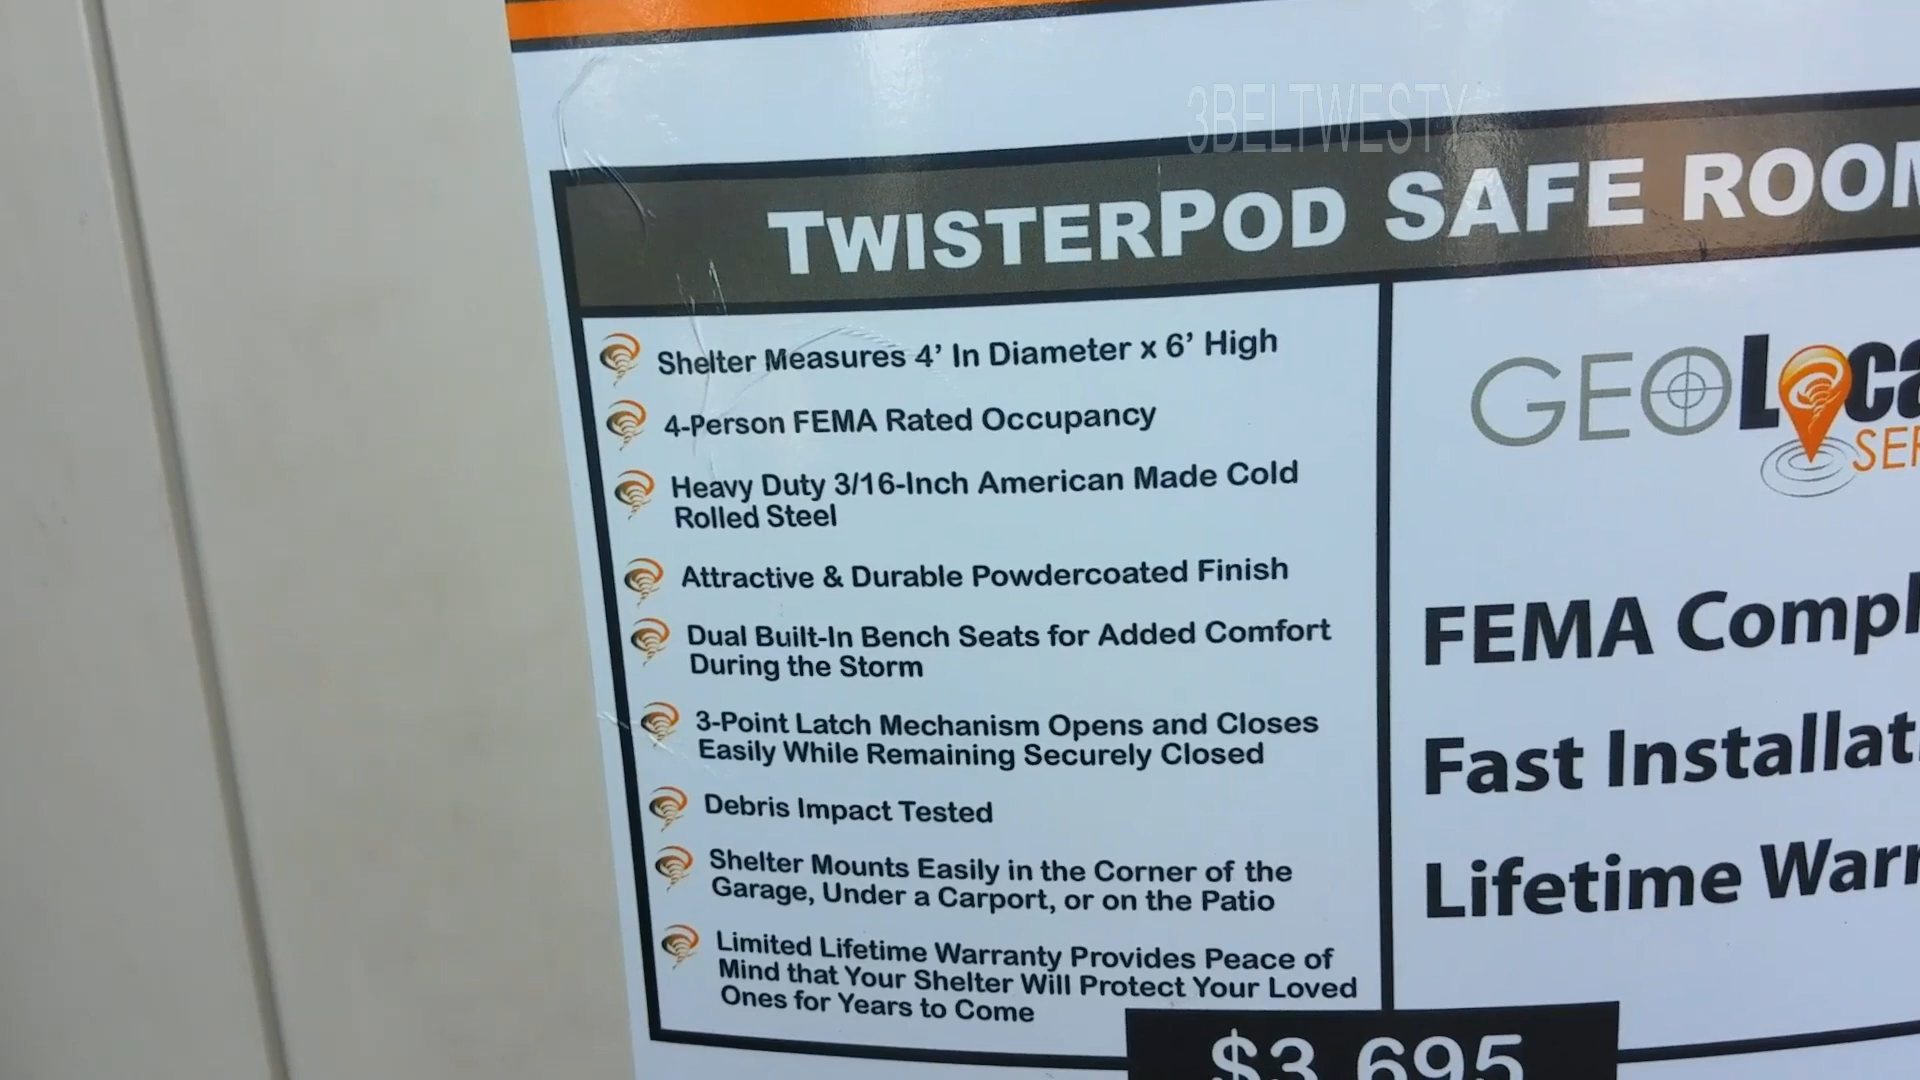 3BELTWESTY
TWISTERPOD SAFE ROOM
Shelter Measures 4' In Diameter x 6' High
4-Person FEMA Rated Occupancy
Heavy Duty 3/16-Inch American Made Cold
Rolled Steel
Attractive & Durable Powdercoated Finish
Dual Built-In Bench Seats for Added Comfort
During the Storm
3-Point Latch Mechanism Opens and Closes
Easily While Remaining Securely Closed
Debris Impact Tested
Shelter Mounts Easily in the Corner of the
Garage, Under a Carport, or on the Patio
Limited Lifetime Warranty Provides Peace of
Mind that Your Shelter Will Protect Your Loved
Ones for Years to Come
GEOLoca
SER
FEMA Compl
Fast Installat
Lifetime Warr
$3,695